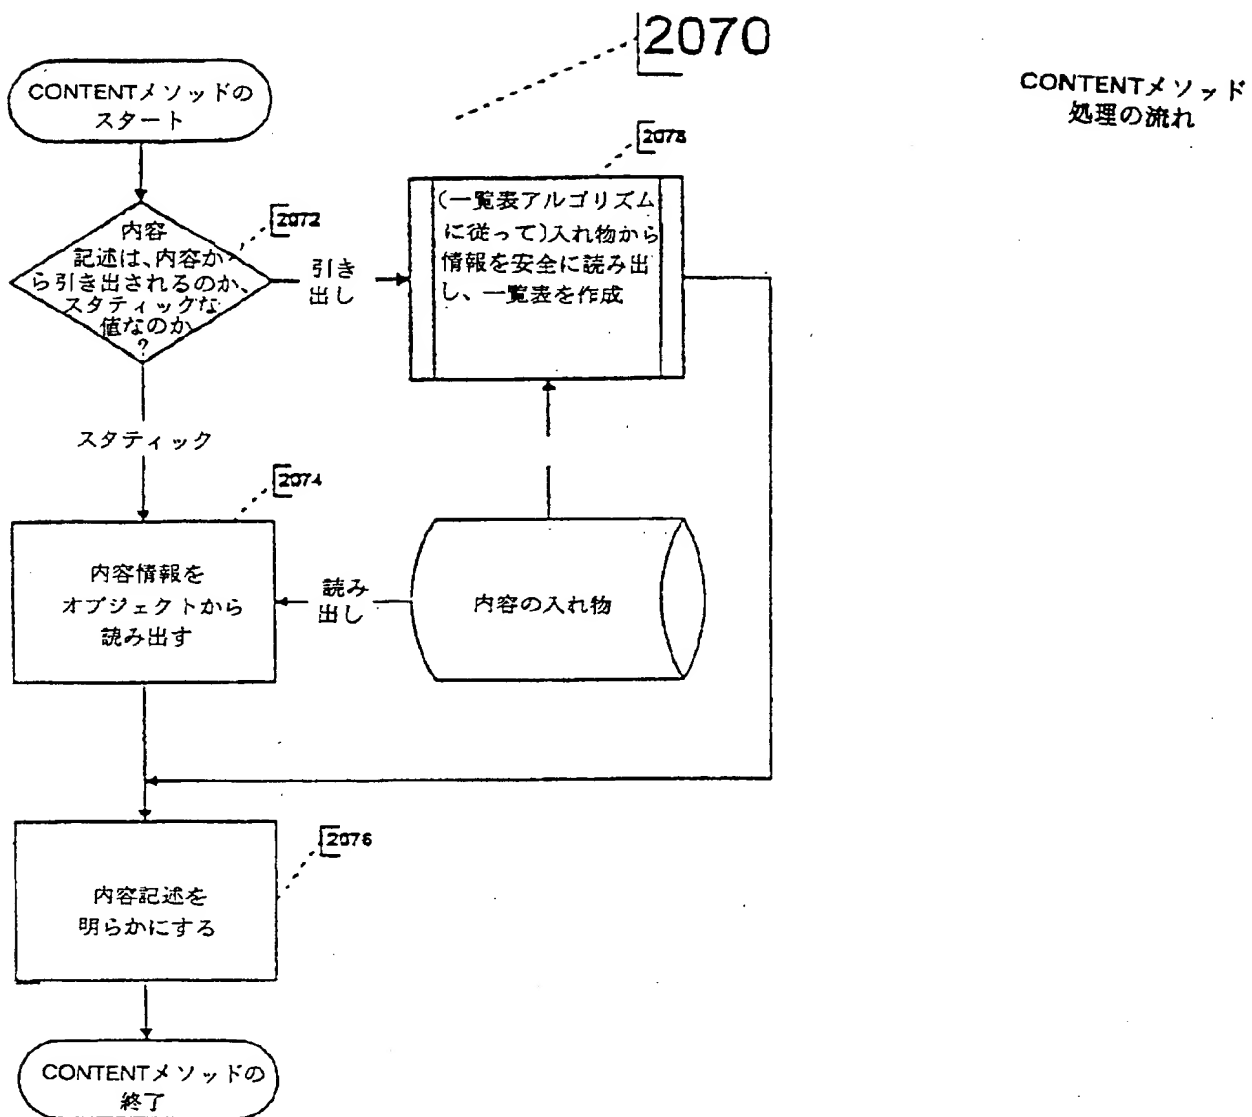 2070
CONTENTメソッド
処理の流れ
CONTENTメソッドの
スタート
2072
内容
記述は、内容か
ら引き出されるのか、
スタティックな
値なのか
?
引き
出し
2078
(一覧表アルゴリズム
に従って)入れ物から
情報を安全に読み出
し、一覧表を作成
スタティック
2074
内容情報を
オブジェクトから
読み出す
読み
出し
内容の入れ物
2076
内容記述を
明らかにする
CONTENTメソッドの
終了